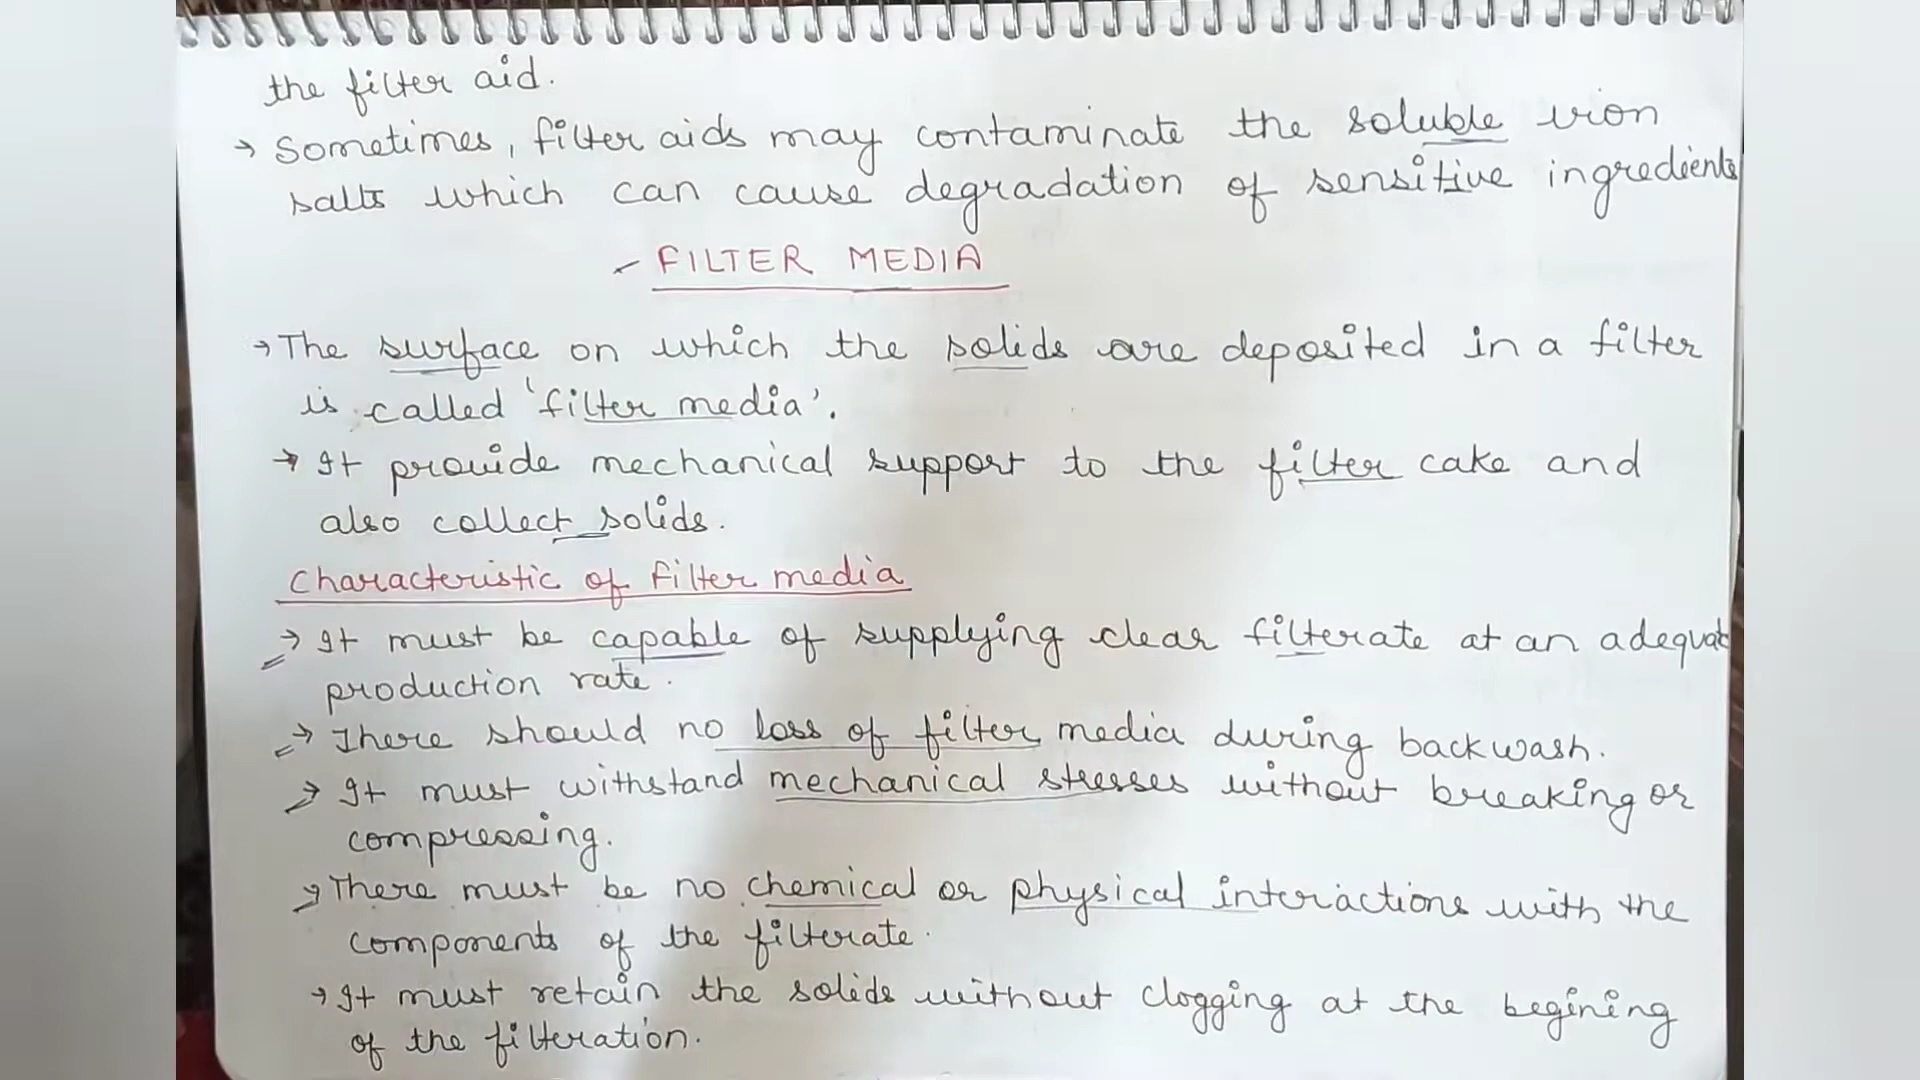 the filter aid.
→ Sometimes, filter aids may contaminate the soluble iron
salts which can cause degradation of sensitive ingredients
FILTER MEDIA
→ The surface on which the solids are deposited in a filter
is called 'filter media'.
→ It provide mechanical support to the filter cake and
also collect solids.
Characteristic of filter media
→ It must be capable of supplying clear filterate at an adequat
production rate.
→ There should no loss of filter media during backwash.
→ It must withstand mechanical stresses without breaking or
compressing.
→ There must be no chemical or physical interactions with the
components of the filterate.
→ It must retain the solids without clogging at the begining
of the filteration.